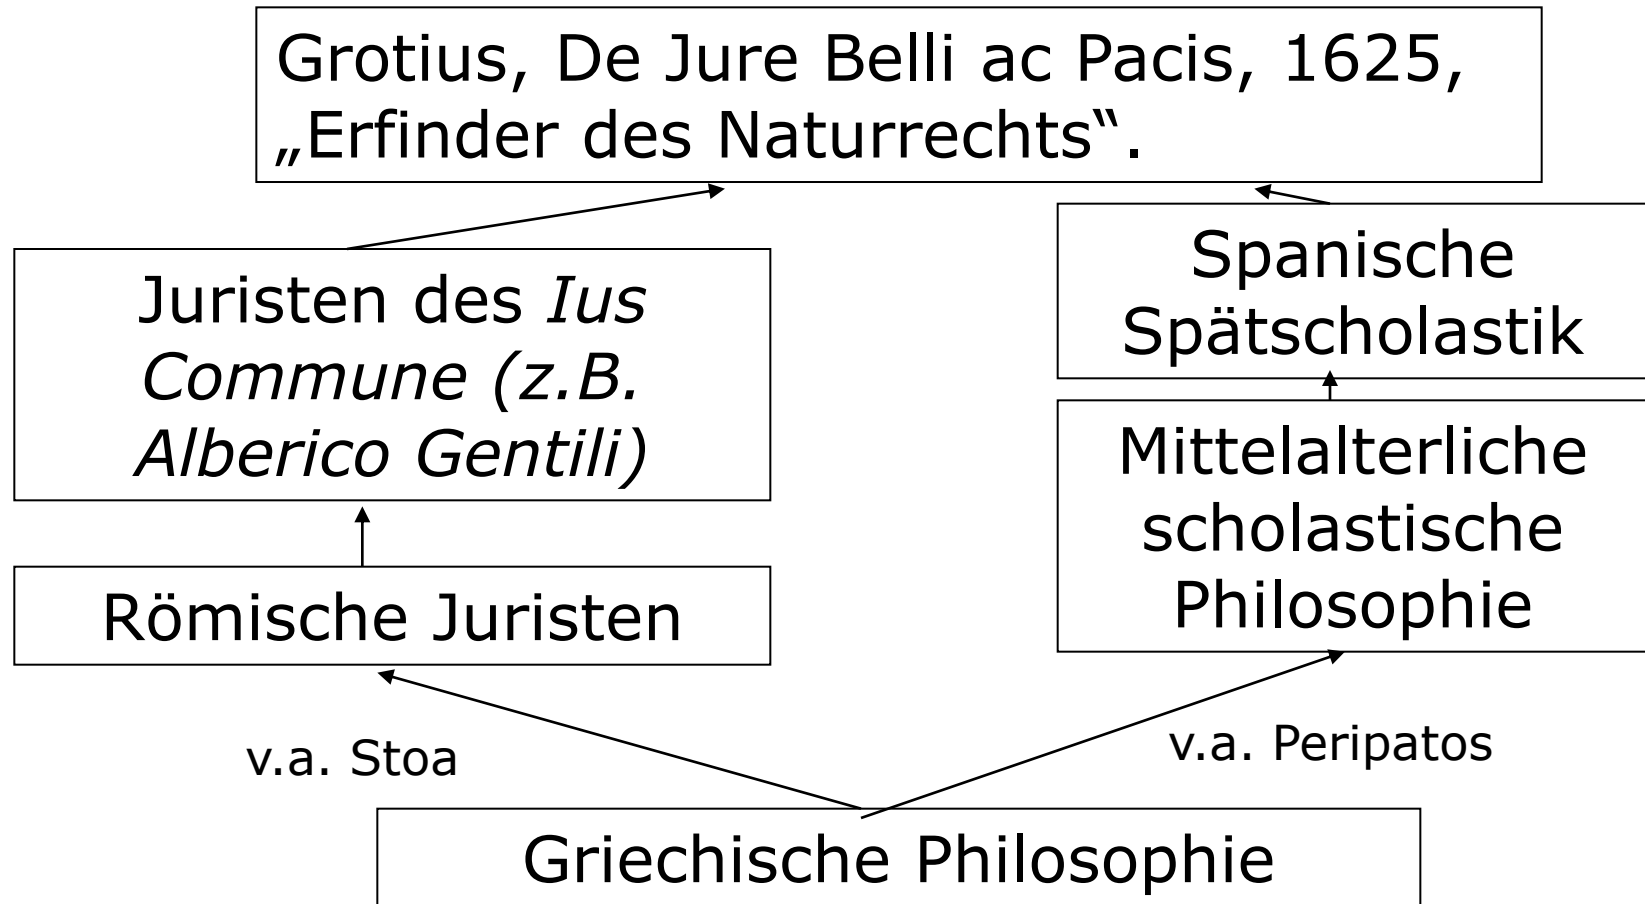 Grotius, De Jure Belli ac Pacis, 1625,
„Erfinder des Naturrechts“.
Juristen des Ius
Commune (z.B.
Alberico Gentili)
Spanische
Spätscholastik
Mittelalterliche
scholastische
Philosophie
Römische Juristen
v.a. Stoa
v.a. Peripatos
Griechische Philosophie